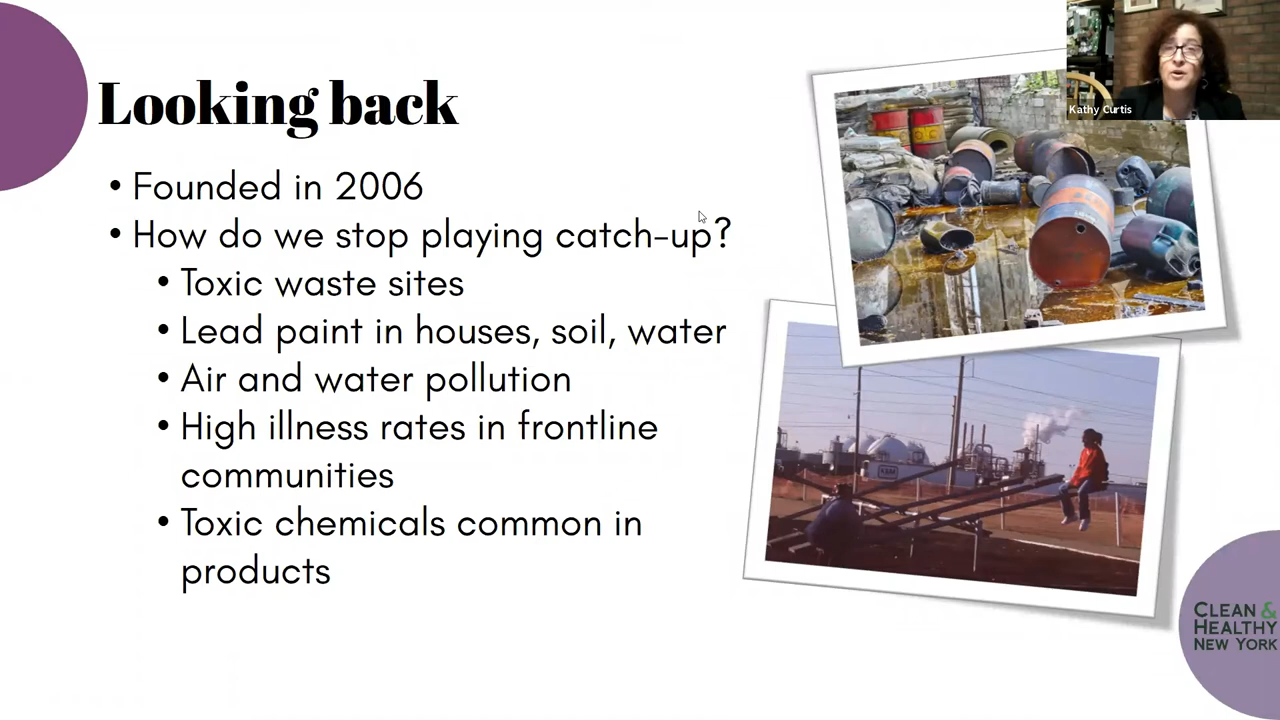 Looking back
• Founded in 2006
• How do we stop playing catch-up?
• Toxic waste sites
• Lead paint in houses, soil, water
• Air and water pollution
• High illness rates in frontline
communities
• Toxic chemicals common in
products
Kathy Curtis
CLEAN &
HEALTHY
NEW YORK